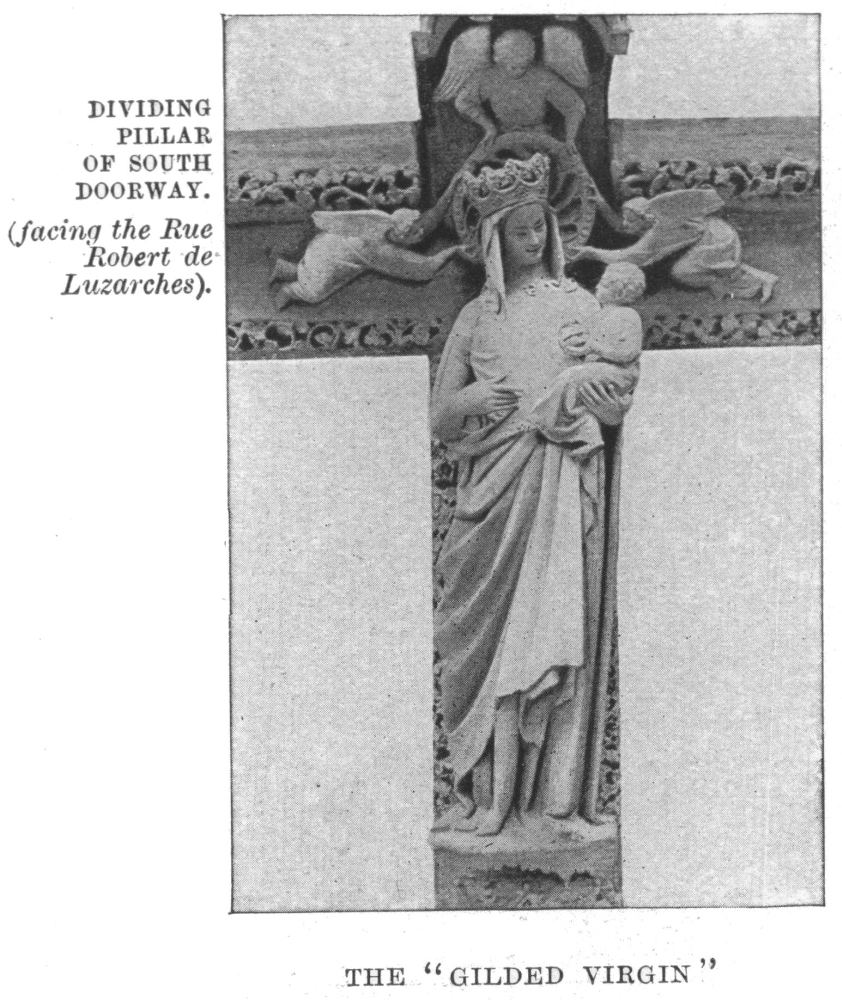 DIVIDING
PILLAR
OF SOUTH
DOORWAY.
(facing the Rue
Robert de
Luzarches).
THE “GILDED VIRGIN”